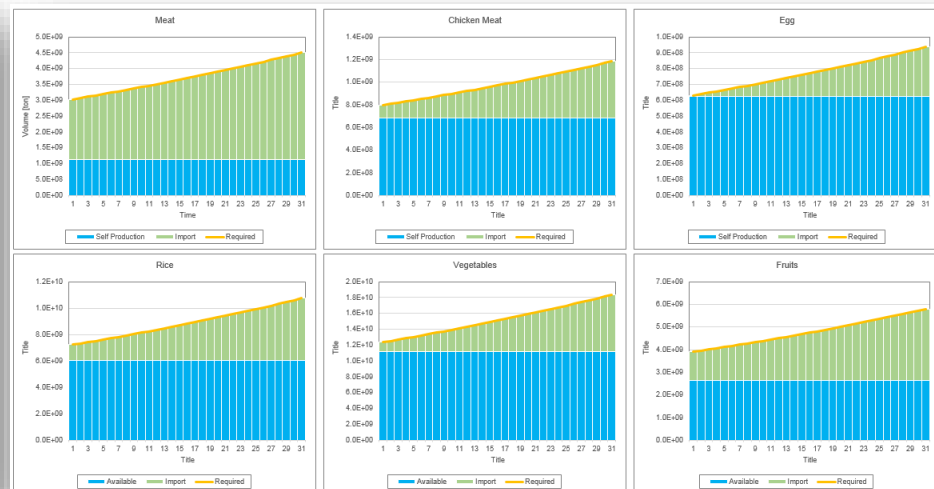 Meat
Volume [ton]
5.0E+09
4.5E+09
4.0E+09
3.5E+09
3.0E+09
2.5E+09
2.0E+09
1.5E+09
1.0E+09
5.0E+08
0.0E+00
1 3 5 7 9 11 13 15 17 19 21 23 25 27 29 31
Time
Self Production Import Required
Chicken Meat
Title
1.4E+09
1.2E+09
1.0E+09
8.0E+08
6.0E+08
4.0E+08
2.0E+08
0.0E+00
1 3 5 7 9 11 13 15 17 19 21 23 25 27 29 31
Title
Self Production Import Required
Egg
Title
1.0E+09
9.0E+08
8.0E+08
7.0E+08
6.0E+08
5.0E+08
4.0E+08
3.0E+08
2.0E+08
1.0E+08
0.0E+00
1 3 5 7 9 11 13 15 17 19 21 23 25 27 29 31
Title
Self Production Import Required
Rice
Title
1.2E+10
1.0E+10
8.0E+09
6.0E+09
4.0E+09
2.0E+09
0.0E+00
1 3 5 7 9 11 13 15 17 19 21 23 25 27 29 31
Title
Available Import Required
Vegetables
Title
2.0E+10
1.8E+10
1.6E+10
1.4E+10
1.2E+10
1.0E+10
8.0E+09
6.0E+09
4.0E+09
2.0E+09
0.0E+00
1 3 5 7 9 11 13 15 17 19 21 23 25 27 29 31
Title
Available Import Required
Fruits
Title
7.0E+09
6.0E+09
5.0E+09
4.0E+09
3.0E+09
2.0E+09
1.0E+09
0.0E+00
1 3 5 7 9 11 13 15 17 19 21 23 25 27 29 31
Title
Available Import Required